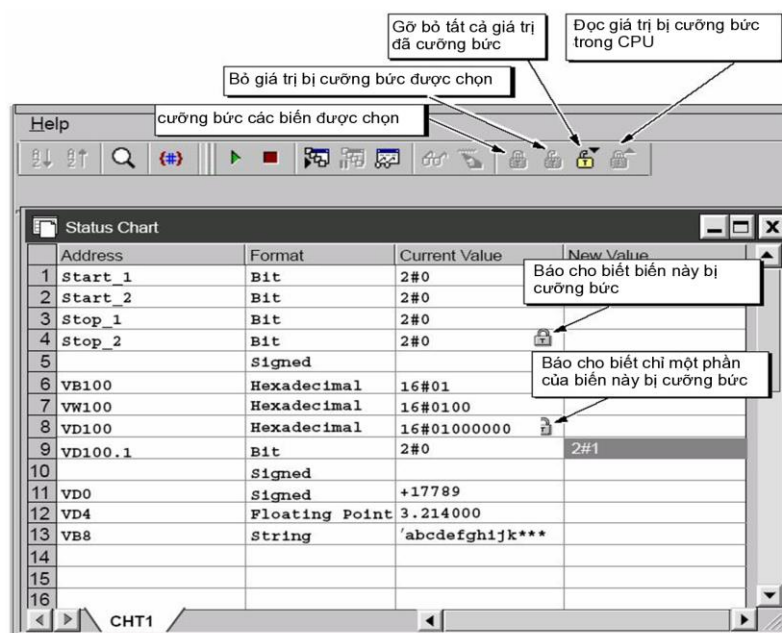 Gỡ bỏ tất cả giá trị
đã cưỡng bức
Đọc giá trị bị cưỡng bức
trong CPU
Bỏ giá trị bị cưỡng bức được chọn
cưỡng bức các biến được chọn
Help
Status Chart
Address Format Current Value New Value
1 Start_1 Bit 2#0
2 Start_2 Bit 2#0
3 Stop_1 Bit 2#0
4 Stop_2 Bit 2#0
5 Signed
6 VB100 Hexadecimal 16#01
7 VW100 Hexadecimal 16#0100
8 VD100 Hexadecimal 16#01000000
9 VD100.1 Bit 2#0 2#1
10 Signed
11 VD0 Signed +17789
12 VD4 Floating Point 3.214000
13 VB8 String 'abcdefghijk***
14
15
16
Báo cho biết biến này bị
cưỡng bức
Báo cho biết chỉ một phần
của biến này bị cưỡng bức
CHT1